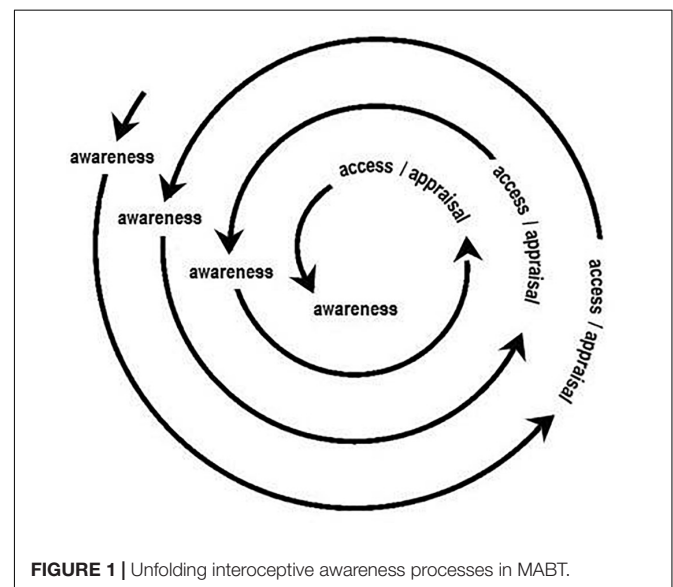 awareness
access / appraisal
awareness
access / appraisal
awareness
access / appraisal
awareness
FIGURE 1 | Unfolding interoceptive awareness processes in MABT.